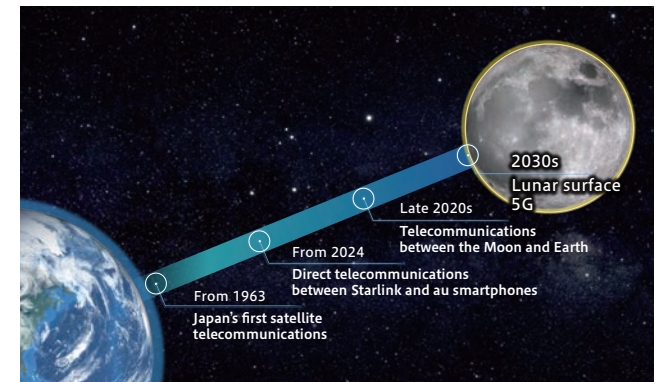 2030s
Lunar surface
5G
Late 2020s
Telecommunications
between the Moon and Earth
From 2024
Direct telecommunications
between Starlink and au smartphones
From 1963
Japan's first satellite
telecommunications